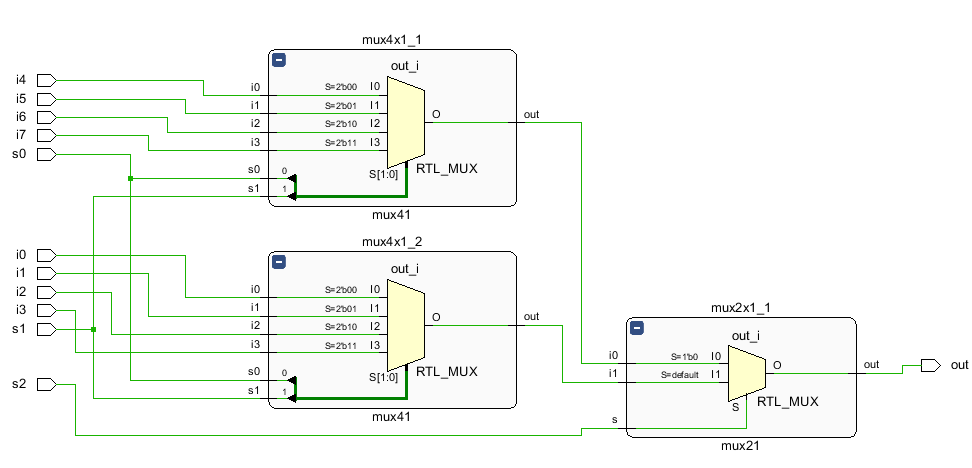 mux4x1_1
out_i
i4
i5
i6
i7
s0
i0 S=2'b00 I0
i1 S=2'b01 I1
i2 S=2'b10 I2
i3 S=2'b11 I3
O
out
s0 0
s1 1
S[1:0]
RTL_MUX
mux41
mux4x1_2
out_i
i0
i1
i2
i3
s1
s2
i0 S=2'b00 I0
i1 S=2'b01 I1
i2 S=2'b10 I2
i3 S=2'b11 I3
O
out
s0 0
s1 1
S[1:0]
RTL_MUX
mux41
mux2x1_1
out_i
i0 S=1'b0 I0
i1 S=default I1
O
out
out
s
S
RTL_MUX
mux21